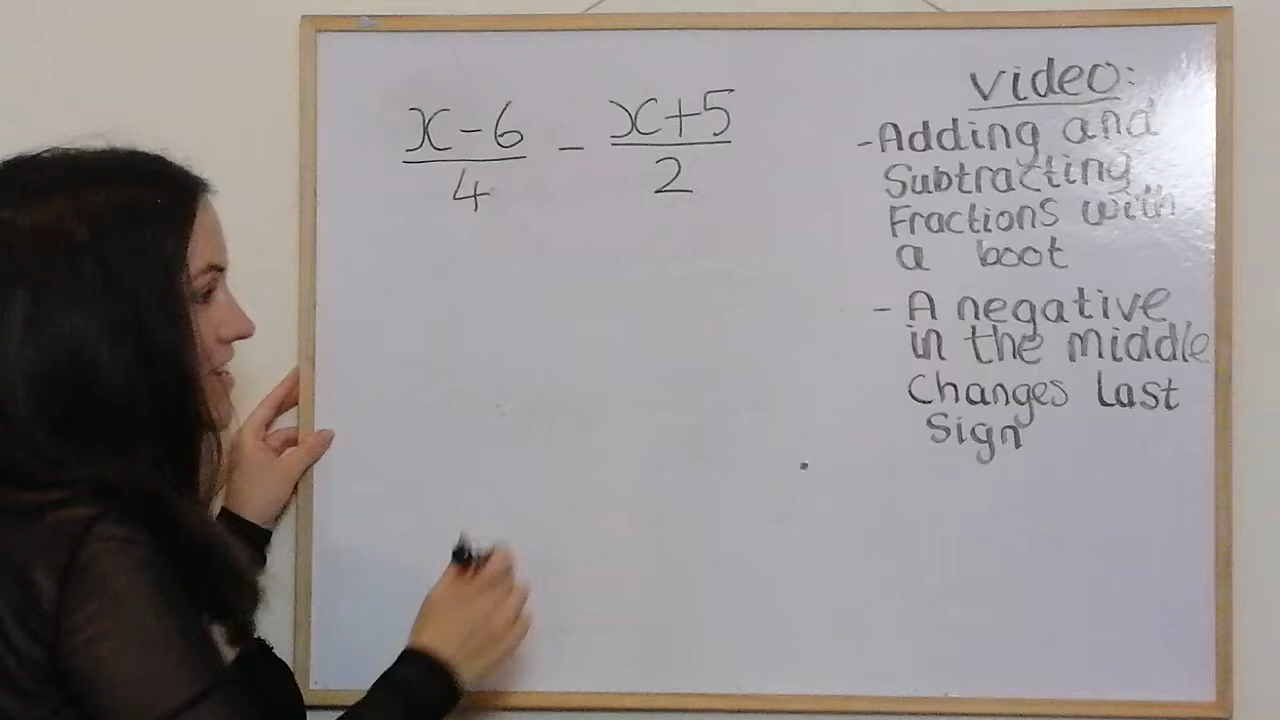 x-6 / 4 - x+5 / 2
video:
-Adding and
Subtracting
Fractions with
a boot
- A negative
in the middle
changes last
sign